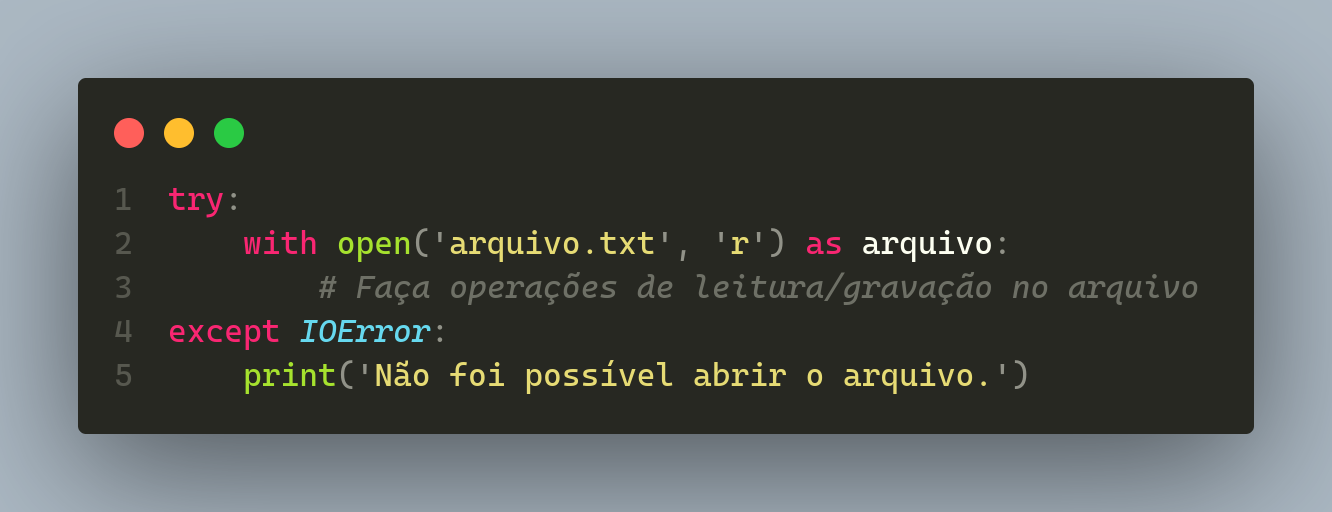 1 try:
2     with open('arquivo.txt', 'r') as arquivo:
3         # Faça operações de leitura/gravação no arquivo
4 except IOError:
5     print('Não foi possível abrir o arquivo.')